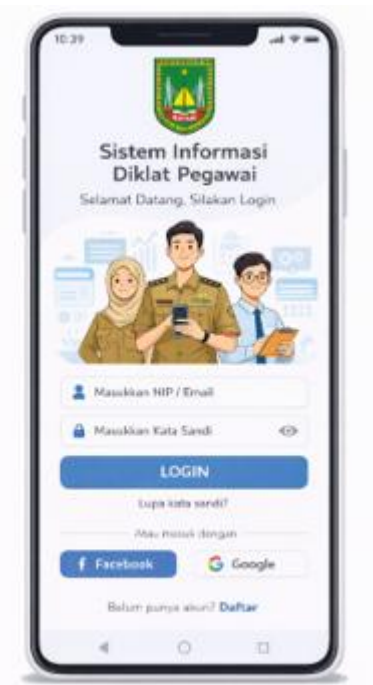 10:39
Sistem Informasi
Diklat Pegawai
Selamat Datang, Silakan Login
Masukkan NIP / Email
Masukkan Kata Sandi
LOGIN
Lupa kata sandi?
Atau masuk dengan
f Facebook
G Google
Belum punya akun? Daftar